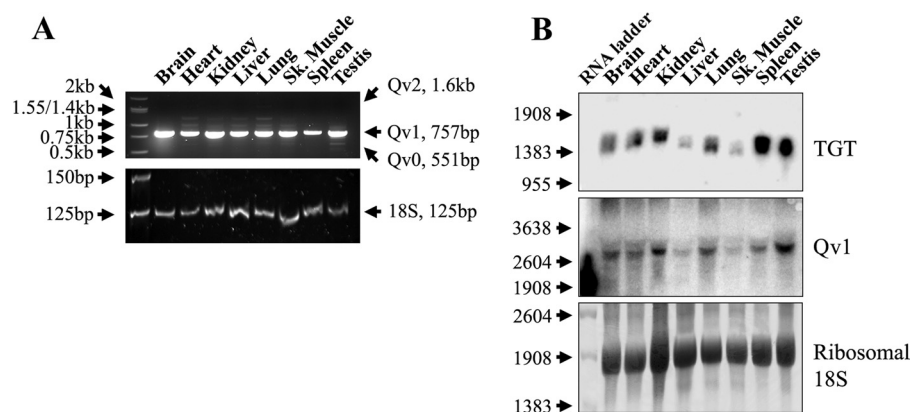 A
Brain
Heart
Kidney
Liver
Lung
Sk. Muscle
Spleen
Testis
2kb
1.55/1.4kb
1kb
0.75kb
0.5kb
Qv2, 1.6kb
Qv1, 757bp
Qv0, 551bp
150bp
125bp
18S, 125bp
B
RNA ladder
Brain
Heart
Kidney
Liver
Lung
Sk. Muscle
Spleen
Testis
1908
1383
955
TGT
3638
2604
1908
Qv1
2604
1908
1383
Ribosomal
18S